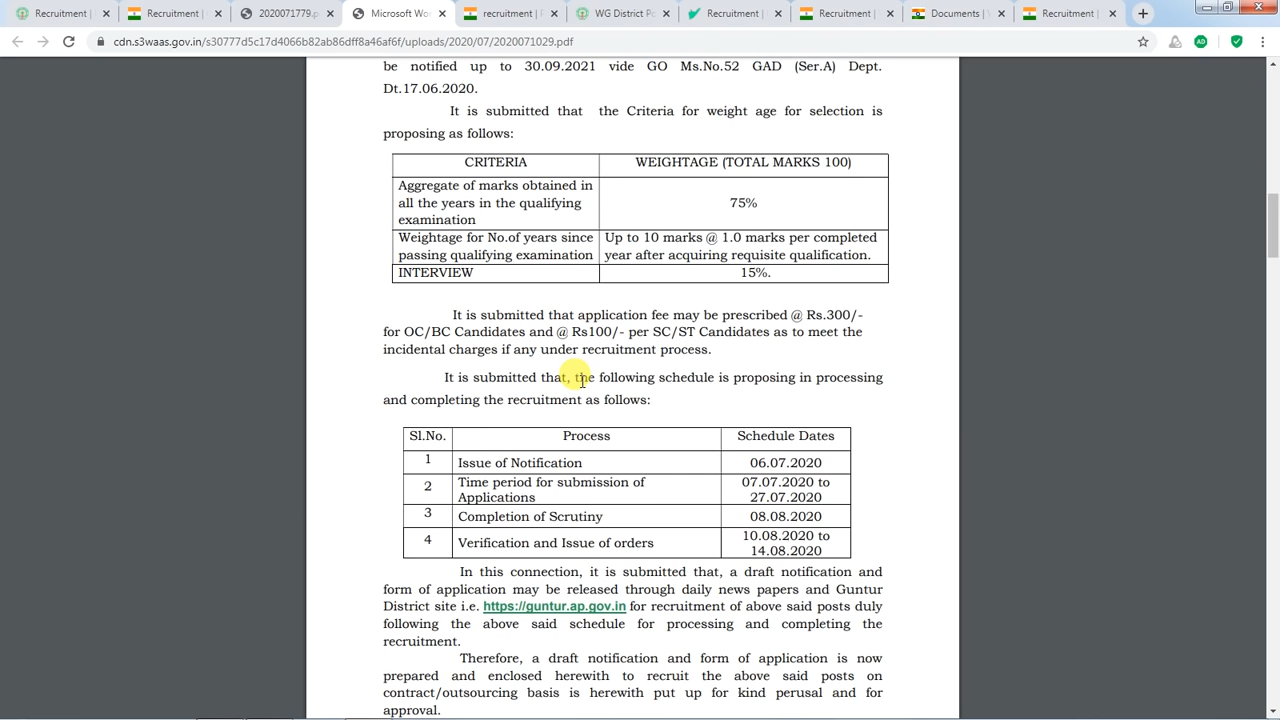 Recruitment |
Recruitment |
2020071779.p
Microsoft Wo
recruitment |
WG District Po
Recruitment |
Recruitment |
Documents |
Recruitment |
cdn.s3waas.gov.in/s30777d5c17d4066b82ab86dff8a46af6f/uploads/2020/07/2020071029.pdf
be notified up to 30.09.2021 vide GO Ms.No.52 GAD (Ser.A) Dept.
Dt.17.06.2020.
It is submitted that the Criteria for weight age for selection is
proposing as follows:
CRITERIA
WEIGHTAGE (TOTAL MARKS 100)
Aggregate of marks obtained in
all the years in the qualifying
examination
75%
Weightage for No.of years since
passing qualifying examination
Up to 10 marks @ 1.0 marks per completed
year after acquiring requisite qualification.
INTERVIEW
15%.
It is submitted that application fee may be prescribed @ Rs.300/-
for OC/BC Candidates and @ Rs100/- per SC/ST Candidates as to meet the
incidental charges if any under recruitment process.
It is submitted that, the following schedule is proposing in processing
and completing the recruitment as follows:
Sl.No.
Process
Schedule Dates
1
Issue of Notification
06.07.2020
2
Time period for submission of
Applications
07.07.2020 to
27.07.2020
3
Completion of Scrutiny
08.08.2020
4
Verification and Issue of orders
10.08.2020 to
14.08.2020
In this connection, it is submitted that, a draft notification and
form of application may be released through daily news papers and Guntur
District site i.e. https://guntur.ap.gov.in for recruitment of above said posts duly
following the above said schedule for processing and completing the
recruitment.
Therefore, a draft notification and form of application is now
prepared and enclosed herewith to recruit the above said posts on
contract/outsourcing basis is herewith put up for kind perusal and for
approval.